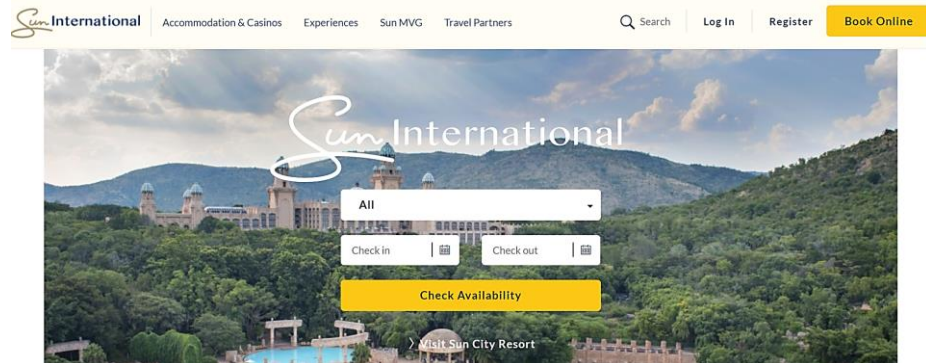 Sun International
Accommodation & Casinos
Experiences
Sun MVG
Travel Partners
Search
Log In
Register
Book Online
Sun International
All
Check in
Check out
Check Availability
Visit Sun City Resort